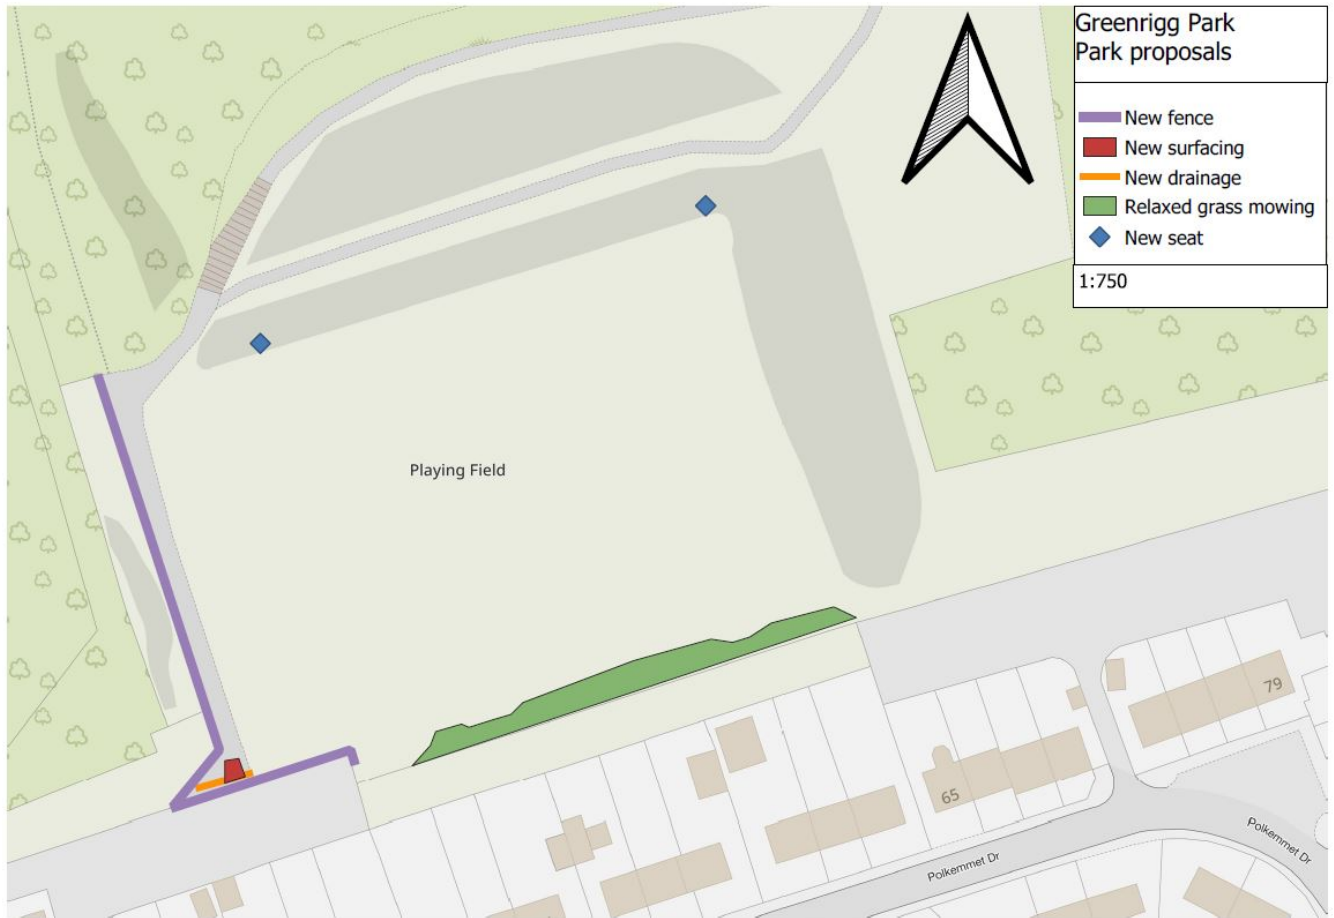 Greenrigg Park
Park proposals
New fence
New surfacing
New drainage
Relaxed grass mowing
New seat
1:750
Playing Field
79
65
Polkemmet Dr
Polkemmet Dr